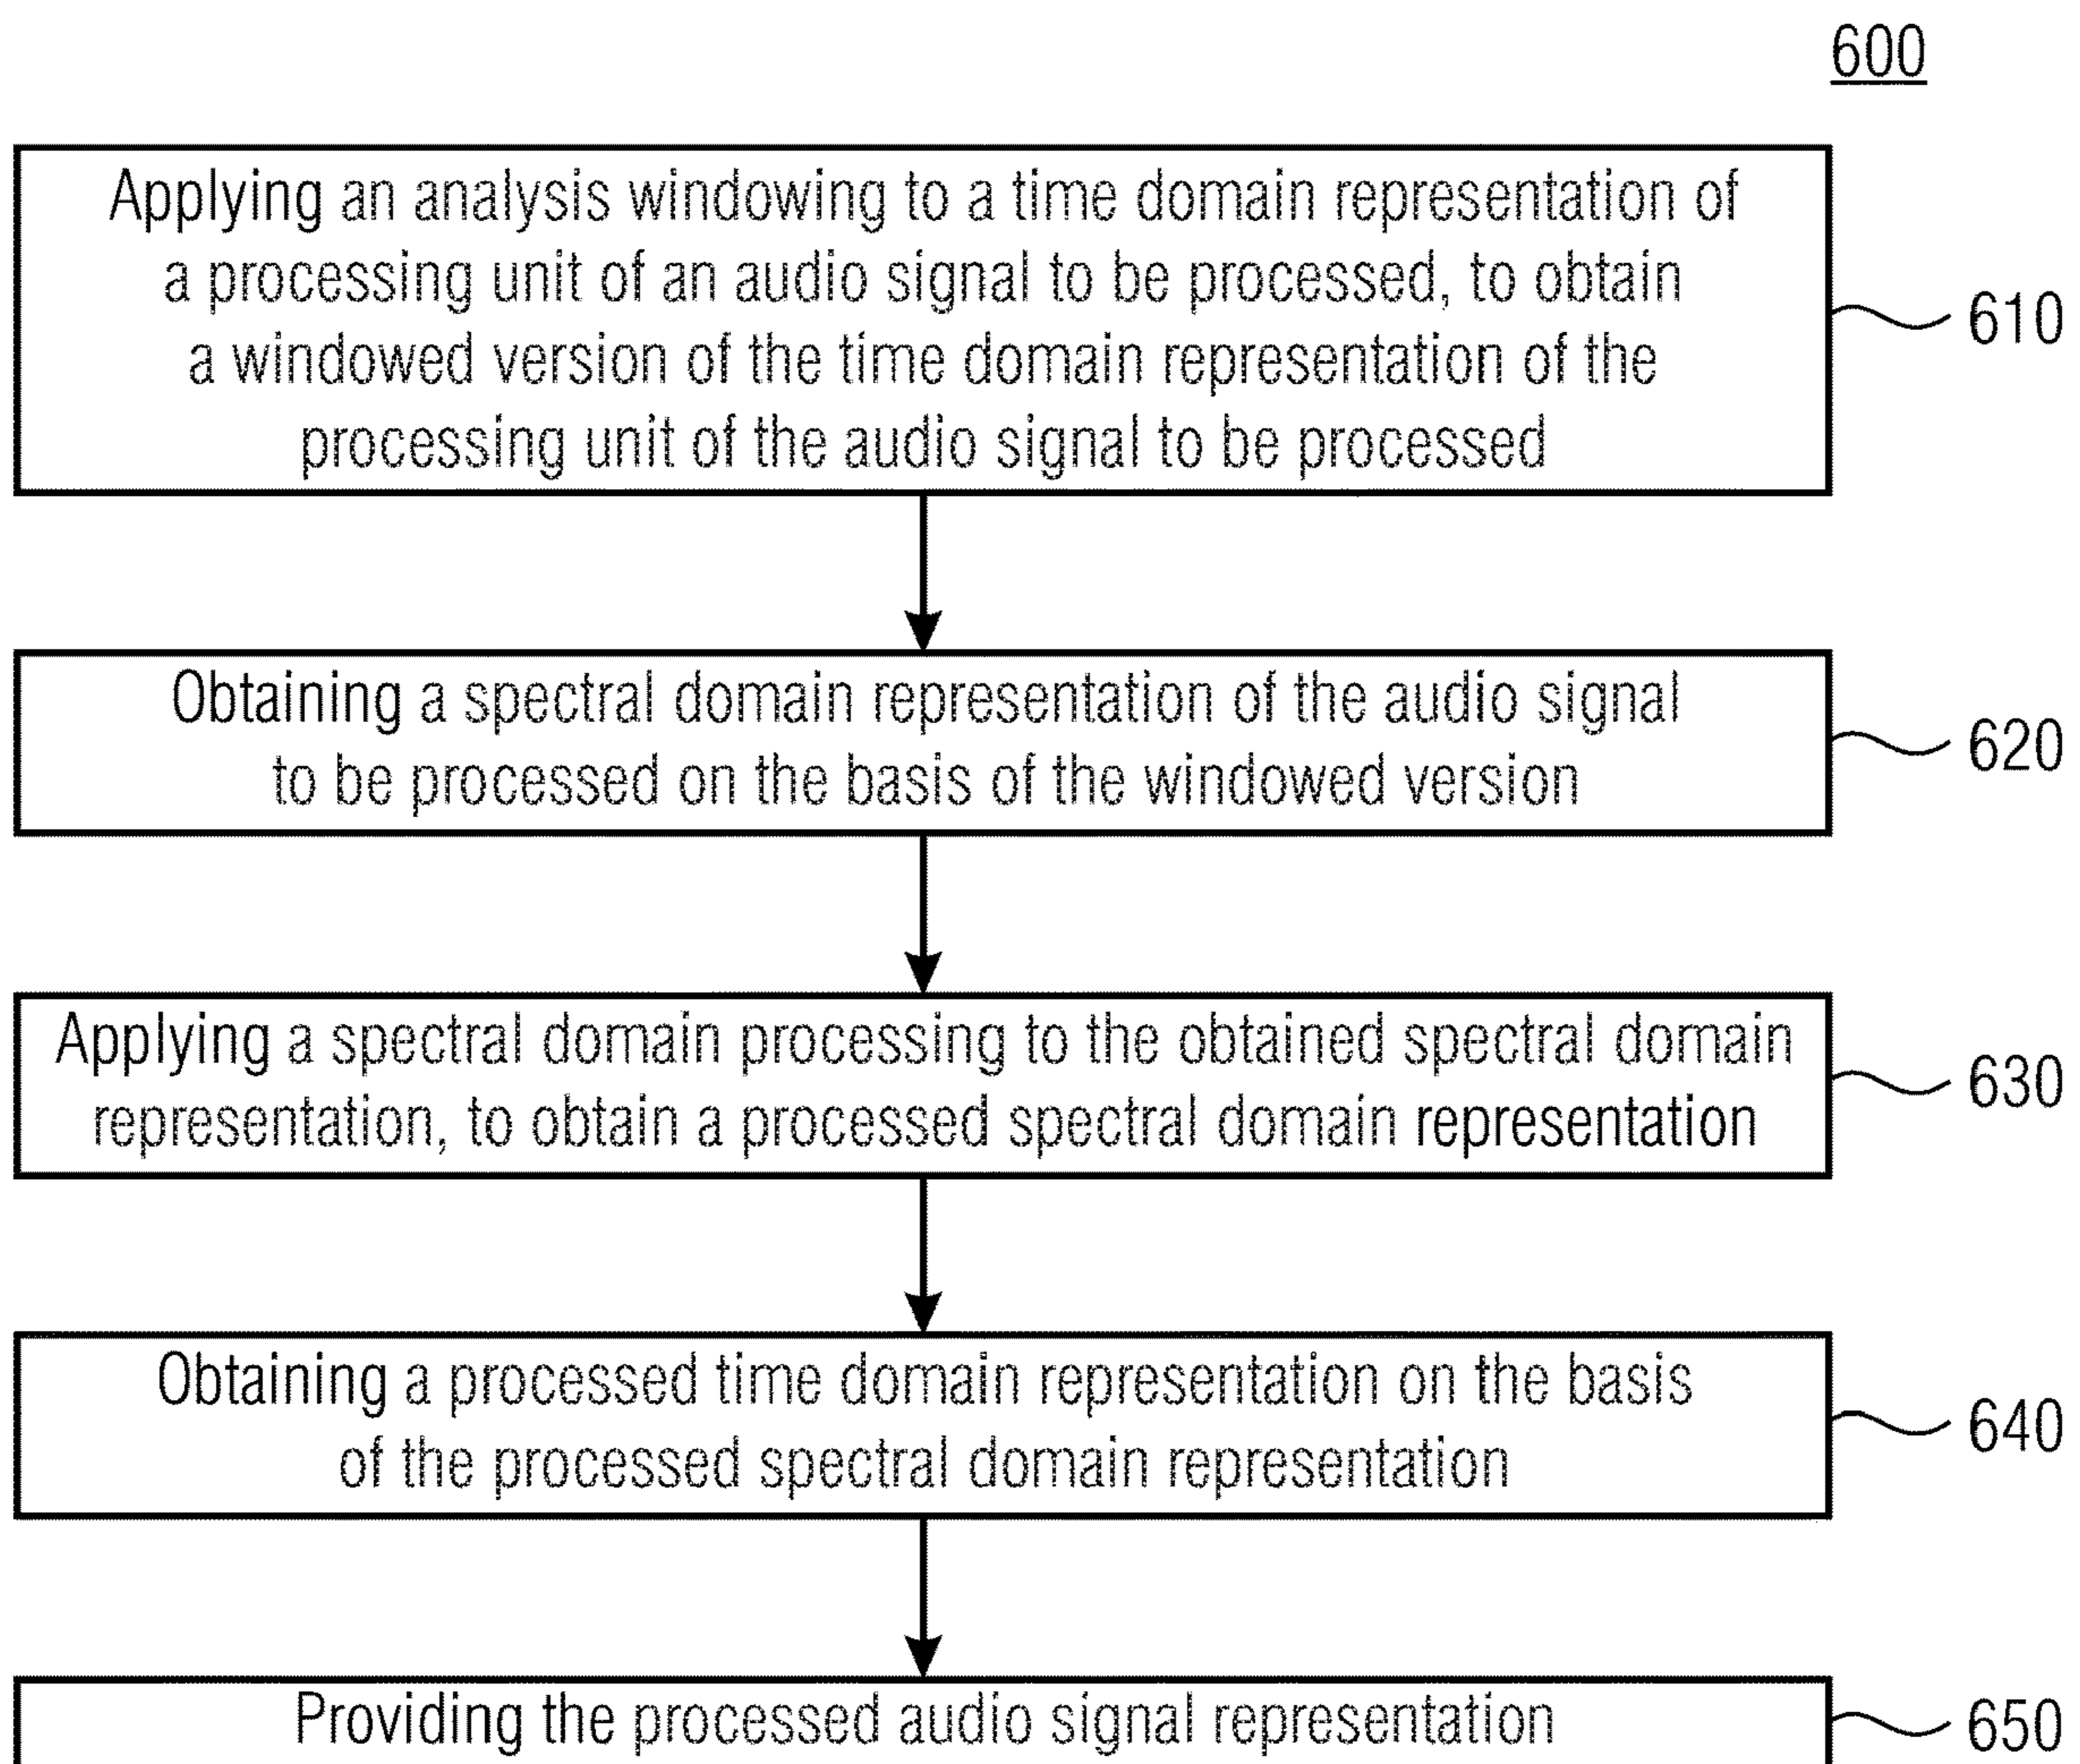 600
Applying an analysis windowing to a time domain representation of
a processing unit of an audio signal to be processed, to obtain
a windowed version of the time domain representation of the
processing unit of the audio signal to be processed
610
Obtaining a spectral domain representation of the audio signal
to be processed on the basis of the windowed version
620
Applying a spectral domain processing to the obtained spectral domain
representation, to obtain a processed spectral domain representation
630
Obtaining a processed time domain representation on the basis
of the processed spectral domain representation
640
Providing the processed audio signal representation
650